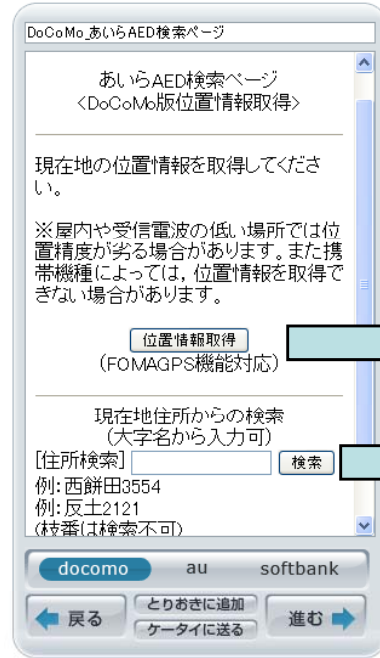 DoCoMo_あいらAED検索ページ
あいらAED検索ページ
<DoCoMo版位置情報取得>
現在地の位置情報を取得してくださ
い。
※屋内や受信電波の低い場所では位
置精度が劣る場合があります。また携
帯機種によっては，位置情報を取得で
きない場合があります。
位置情報取得
(FOMAGPS機能対応)
現在地住所からの検索
(大字名から入力可)
[住所検索] 検索
例：西餅田3554
例：反土2121
(枝番は検索不可)
docomo au softbank
戻る とりおきに追加 進む
ケータイに送る